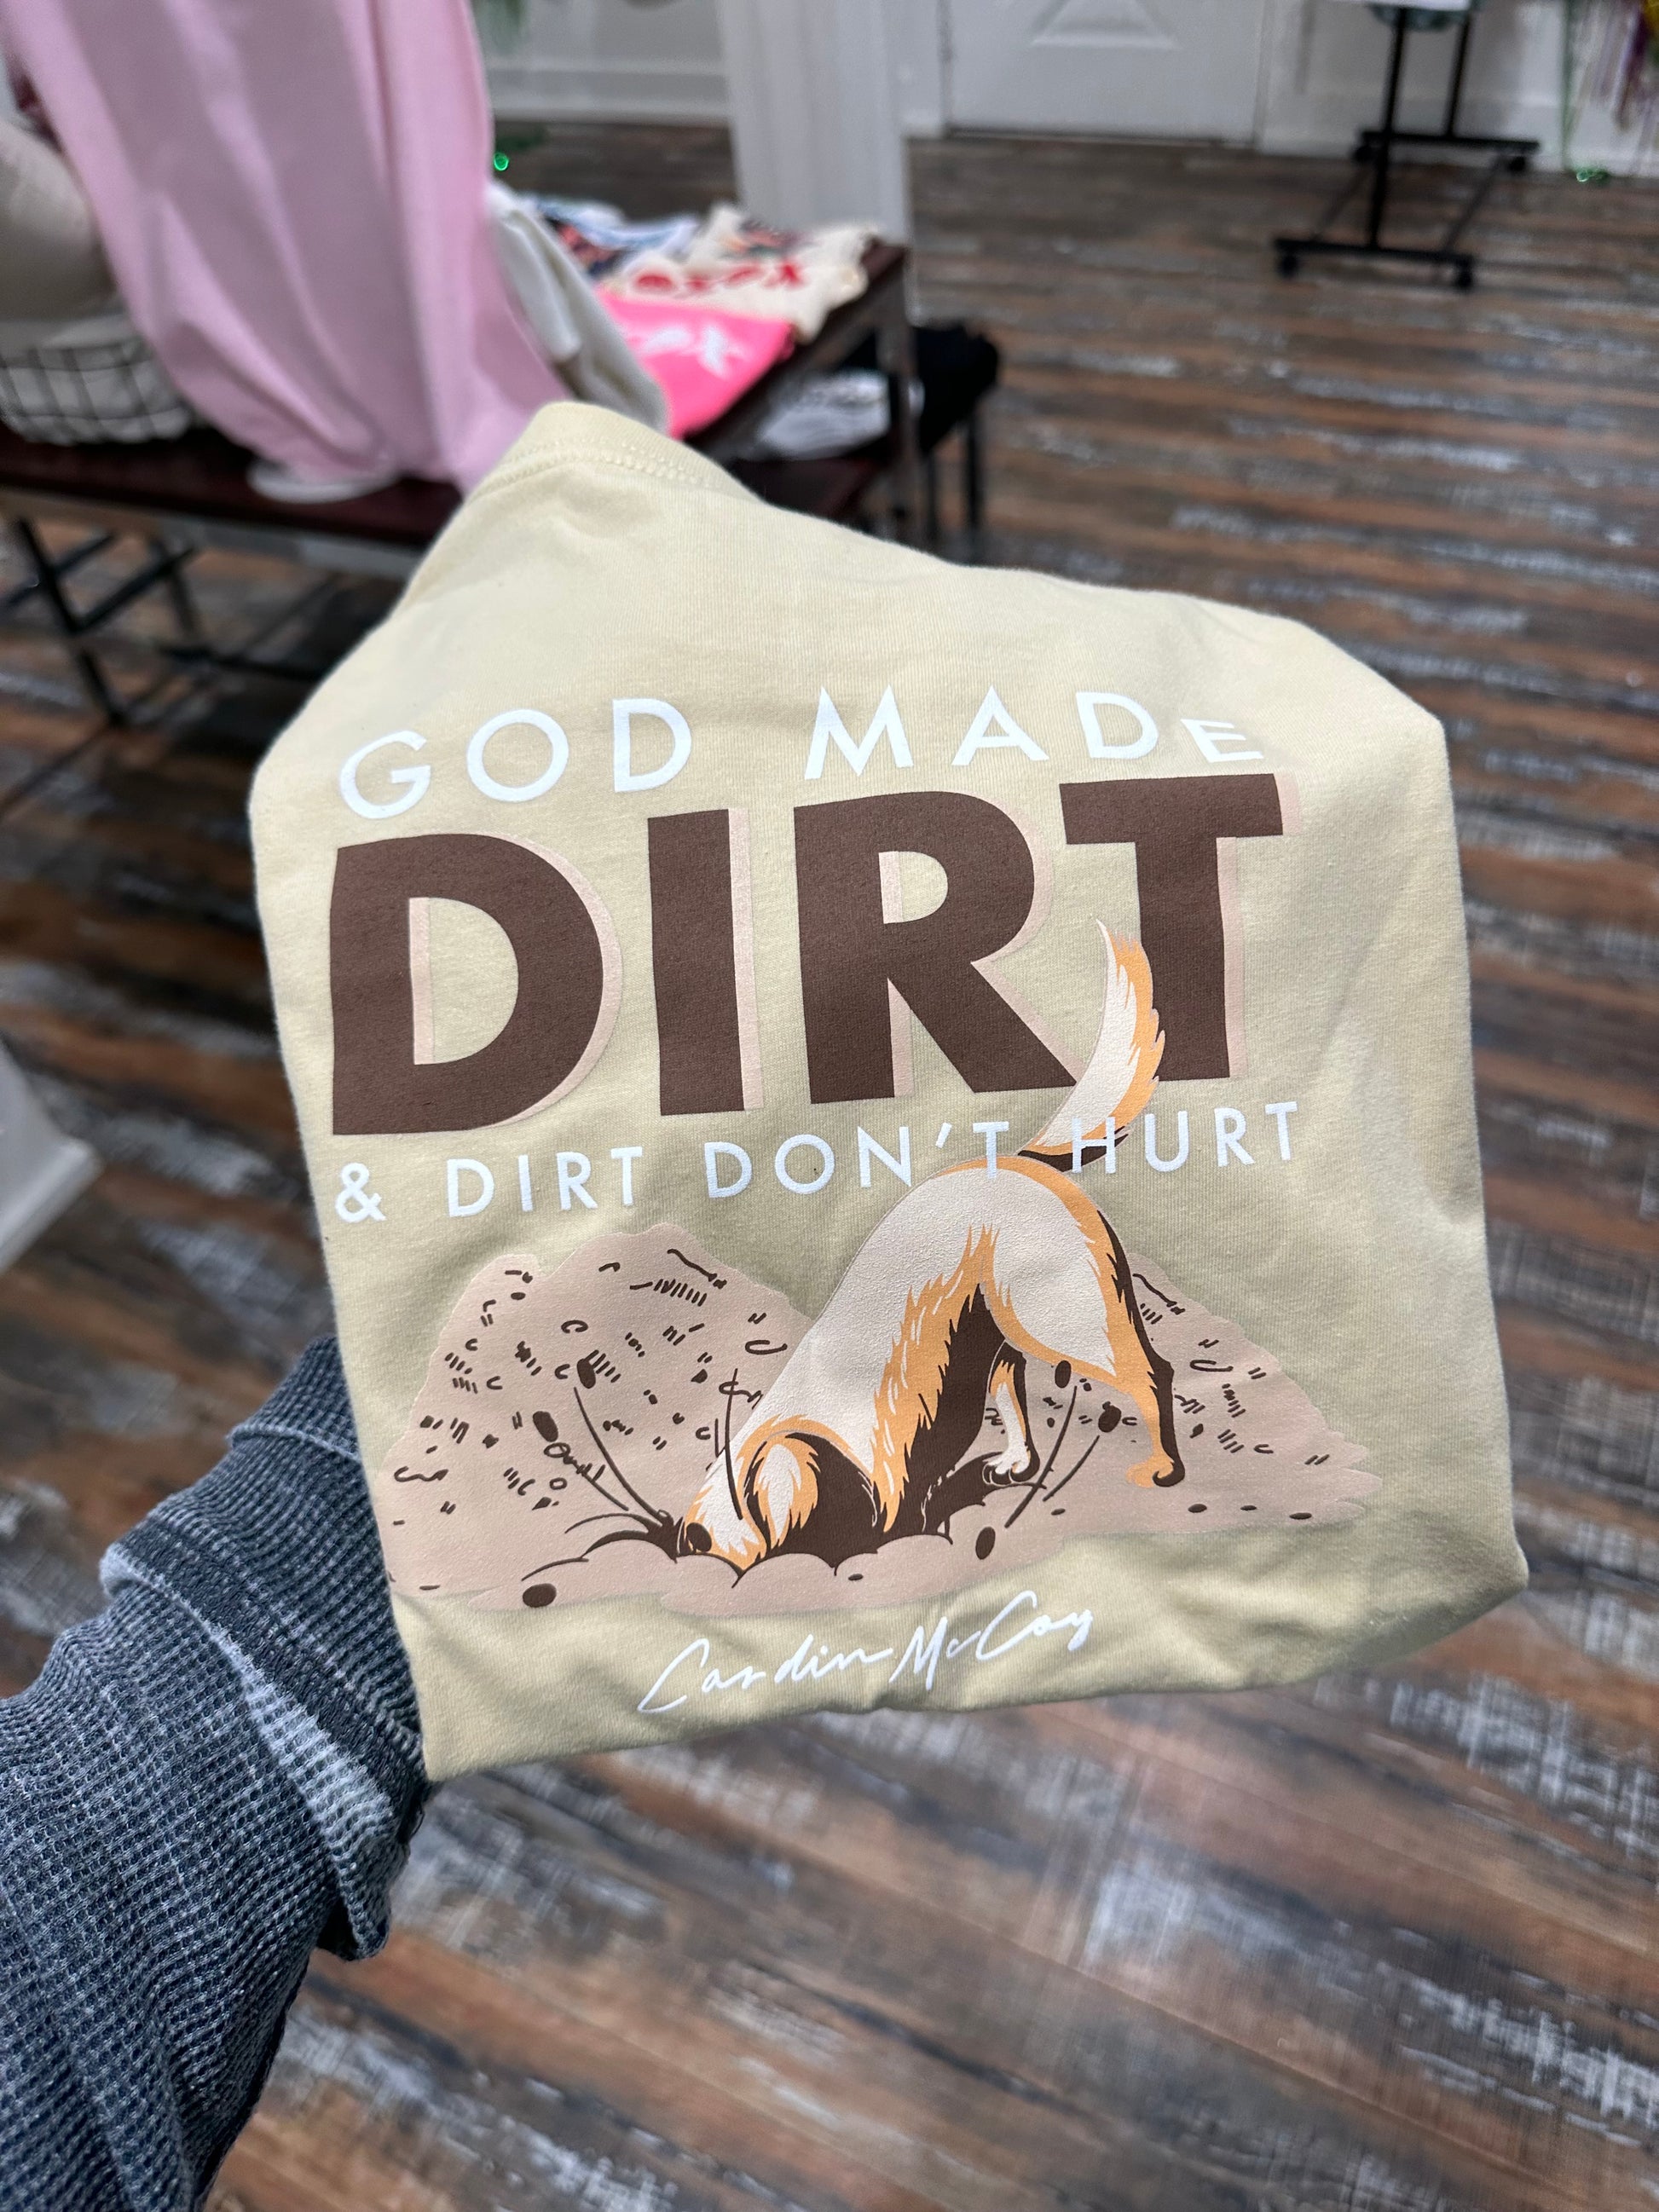 GOD MADE
DIRT
& DIRT DON'T HURT
Cardin McCoy